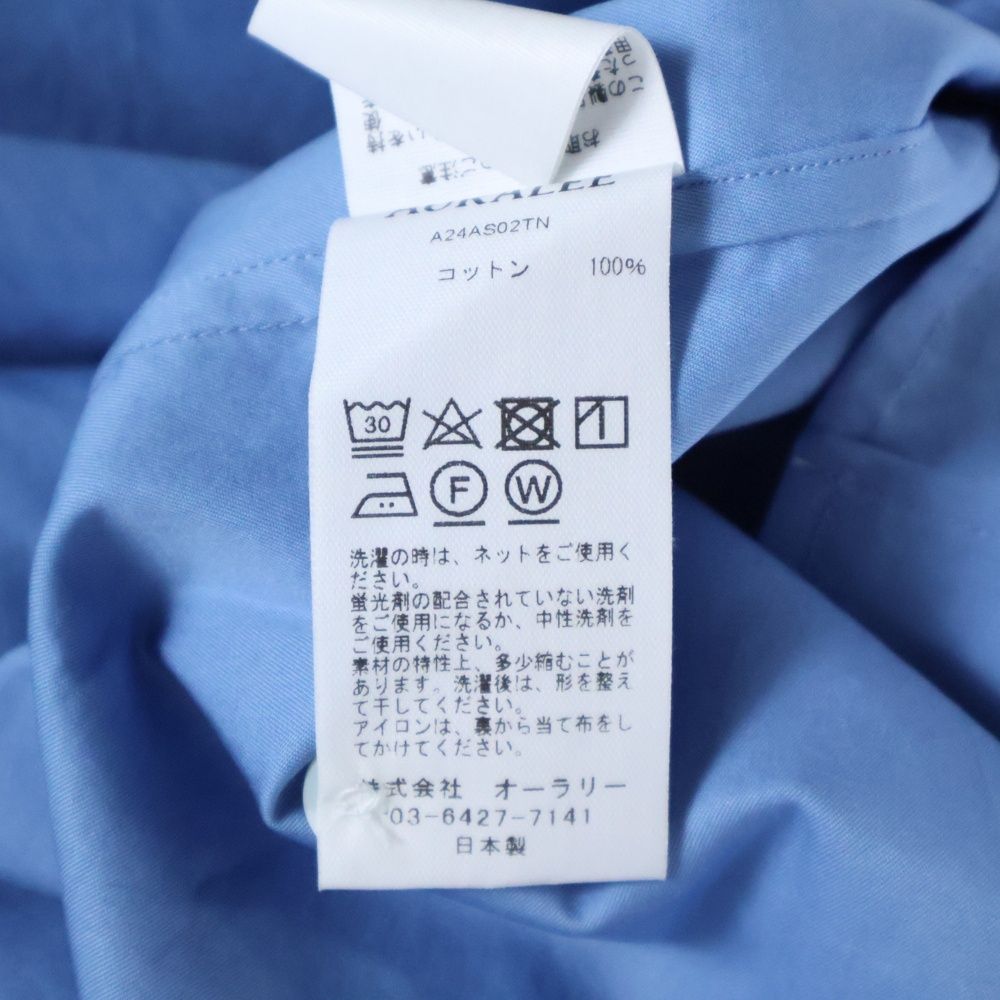 AURALEE
A24AS02TN
コットン 100%
30
F
W
洗濯の時は、ネットをご使用く
ださい。
蛍光剤の配合されていない洗剤
をご使用になるか、中性洗剤を
ご使用ください。
素材の特性上、多少縮むことが
あります。洗濯後は、形を整え
て干してください。
アイロンは、裏から当て布をし
てかけてください。
株式会社 オーラリー
03-6427-7141
日本製